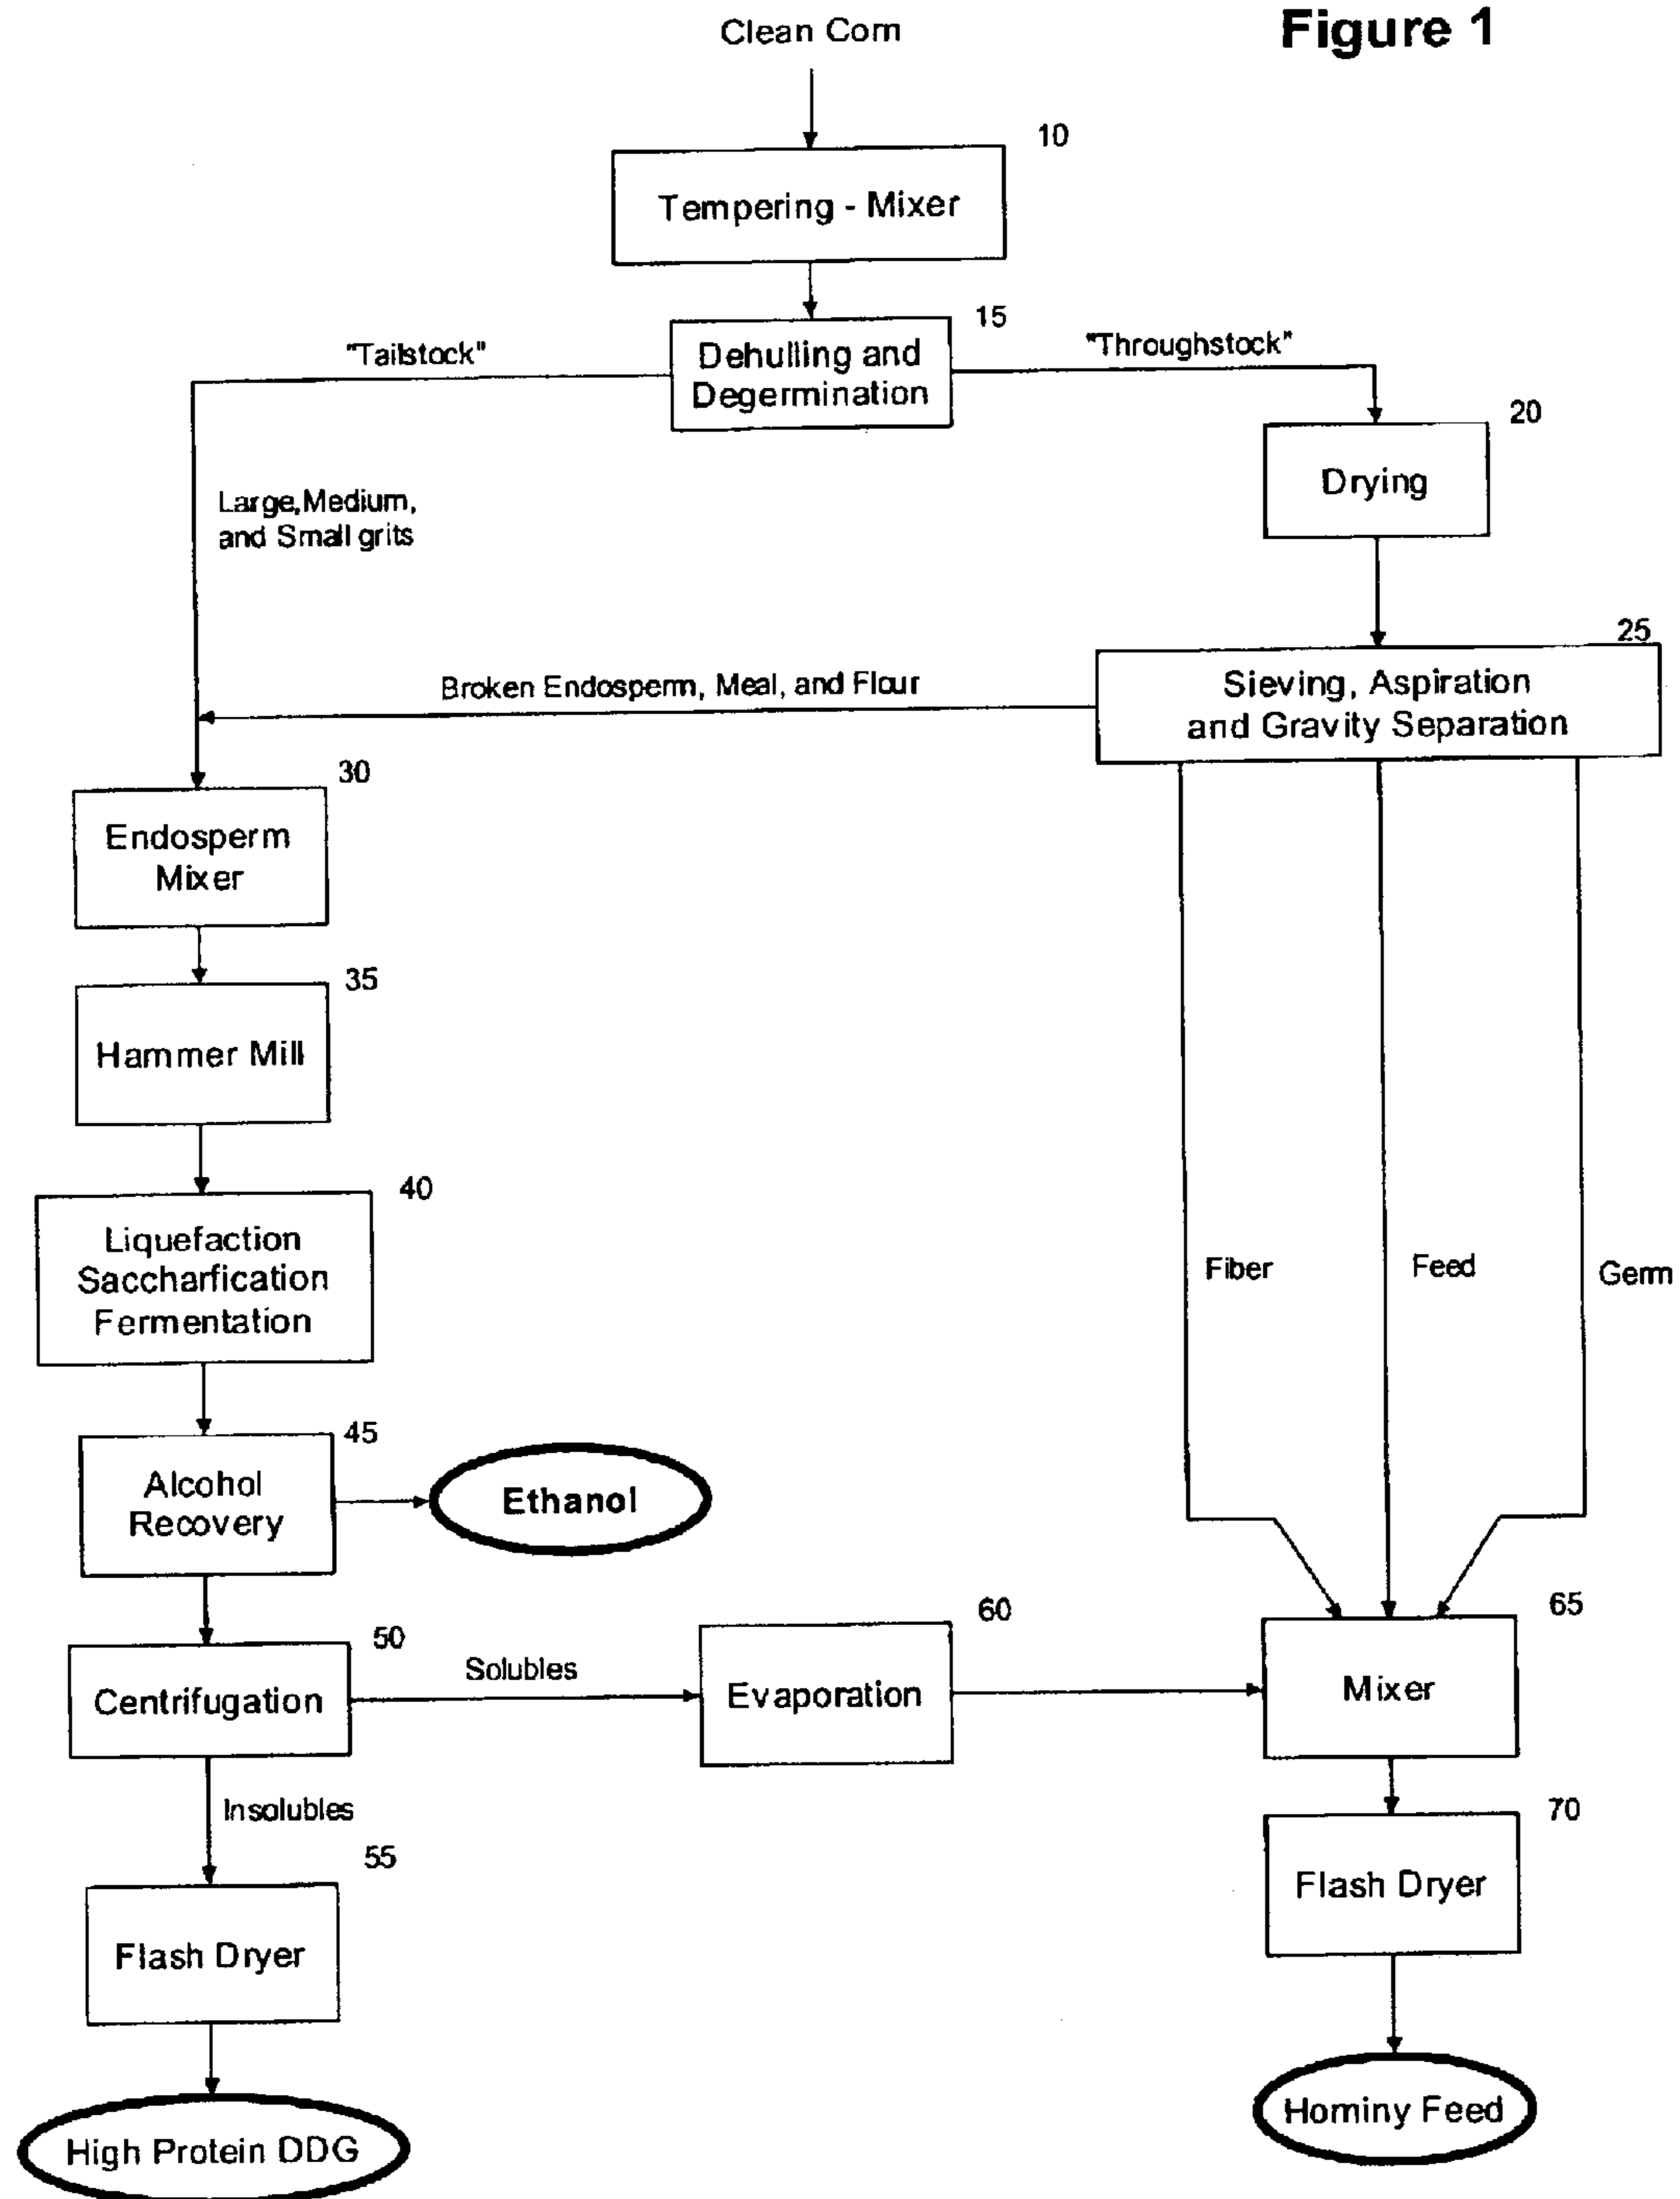 Figure 1
Clean Corn
10
Tempering - Mixer
15
Dehulling and
Degermination
"Tailstock"
"Throughstock"
20
Drying
Large,Medium,
and Small grits
25
Sieving, Aspiration
and Gravity Separation
Broken Endosperm, Meal, and Flour
30
Endosperm
Mixer
35
Hammer Mill
40
Liquefaction
Saccharfication
Fermentation
Fiber
Feed
Germ
45
Alcohol
Recovery
Ethanol
50
Centrifugation
Solubles
60
Evaporation
65
Mixer
Insolubles
55
Flash Dryer
70
Flash Dryer
High Protein DDG
Hominy Feed